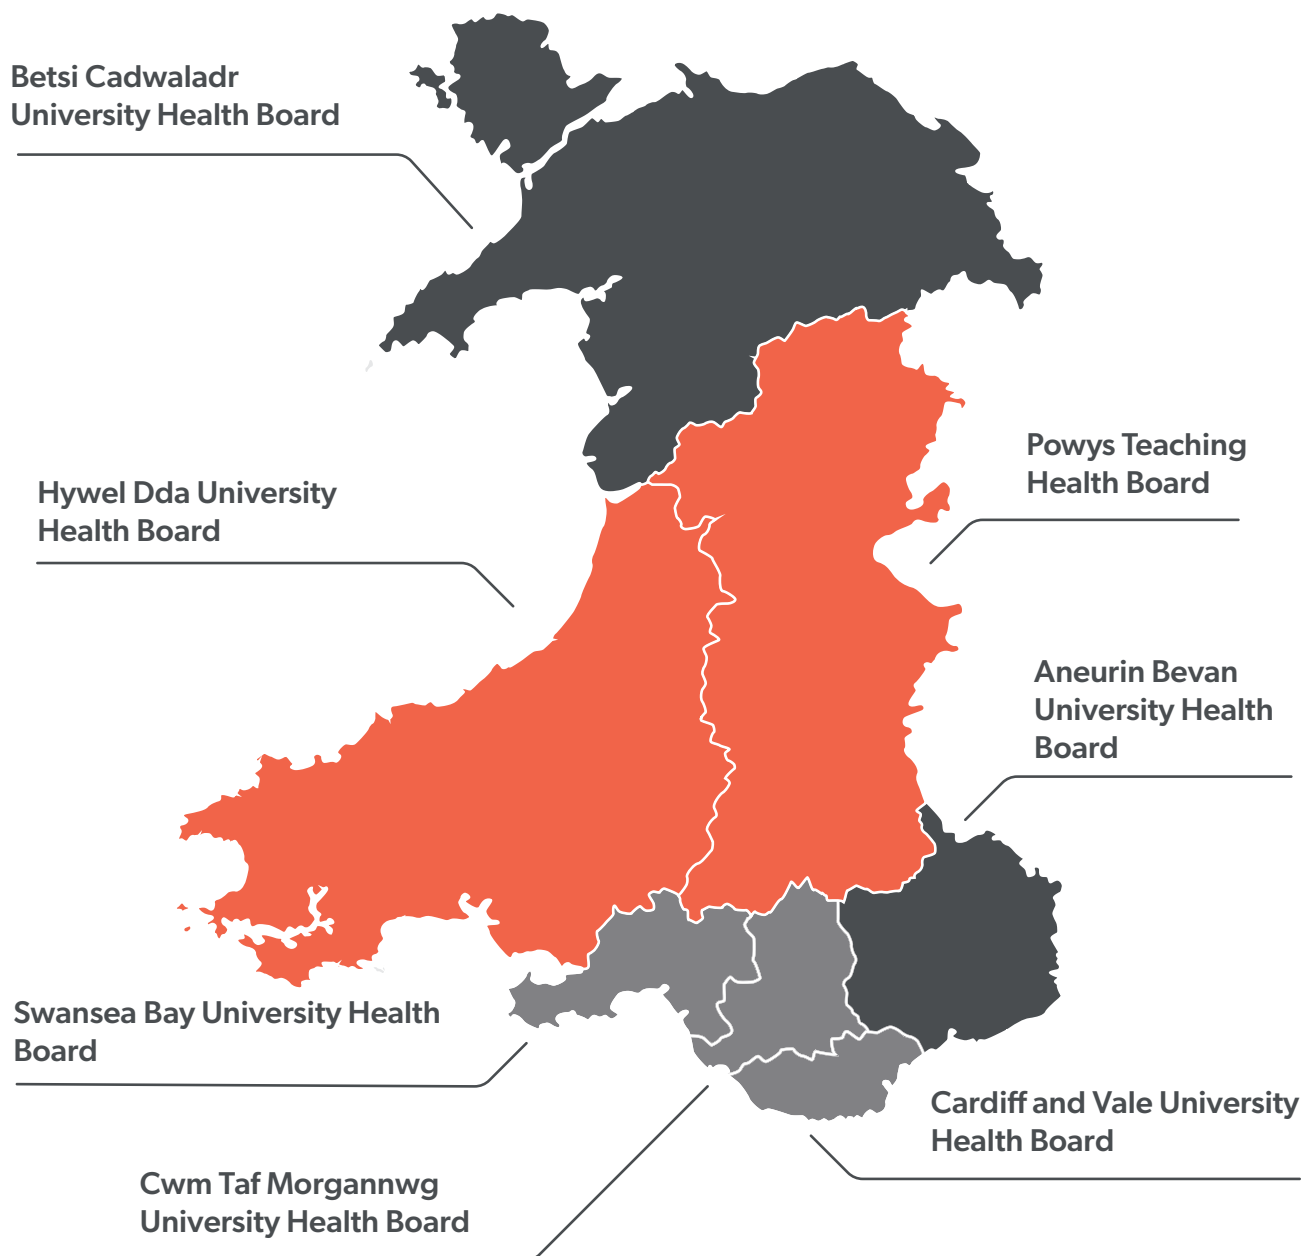 Betsi Cadwaladr
University Health Board
Powys Teaching
Health Board
Hywel Dda University
Health Board
Aneurin Bevan
University Health
Board
Swansea Bay University Health
Board
Cardiff and Vale University
Health Board
Cwm Taf Morgannwg
University Health Board